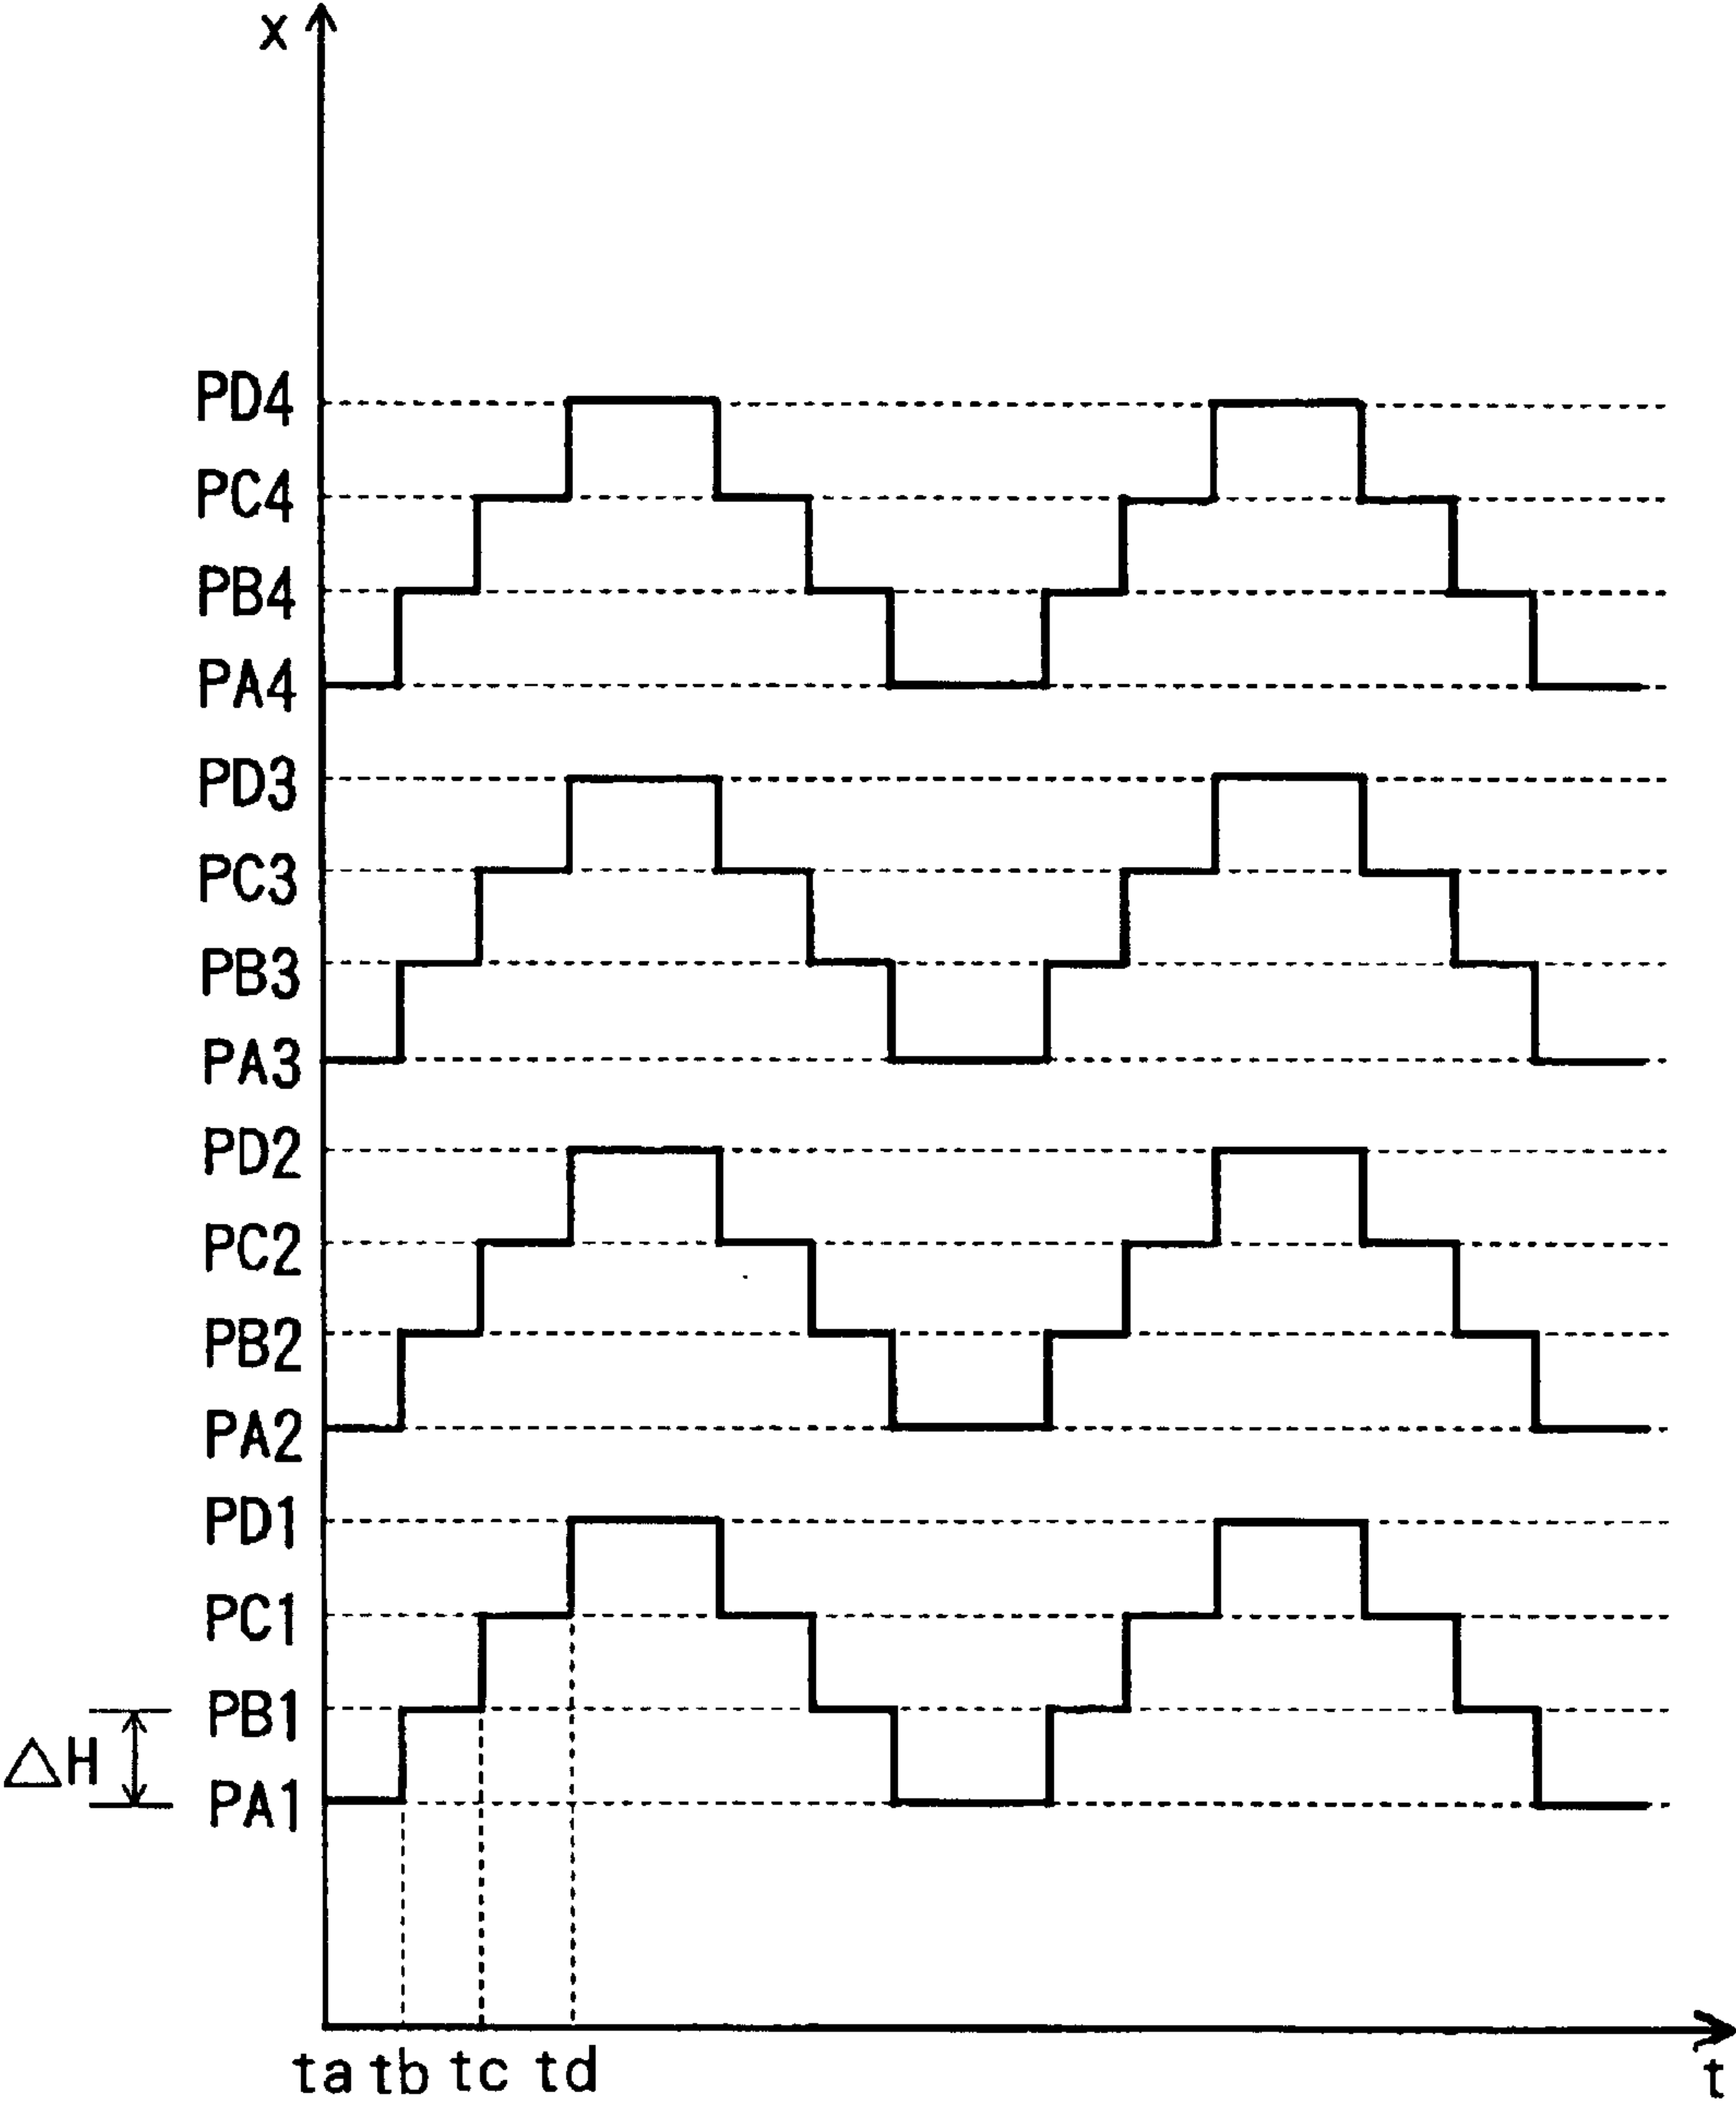 x
PD4
PC4
PB4
PA4
PD3
PC3
PB3
PA3
PD2
PC2
PB2
PA2
PD1
PC1
PB1
△H
PA1
ta tb tc td
t